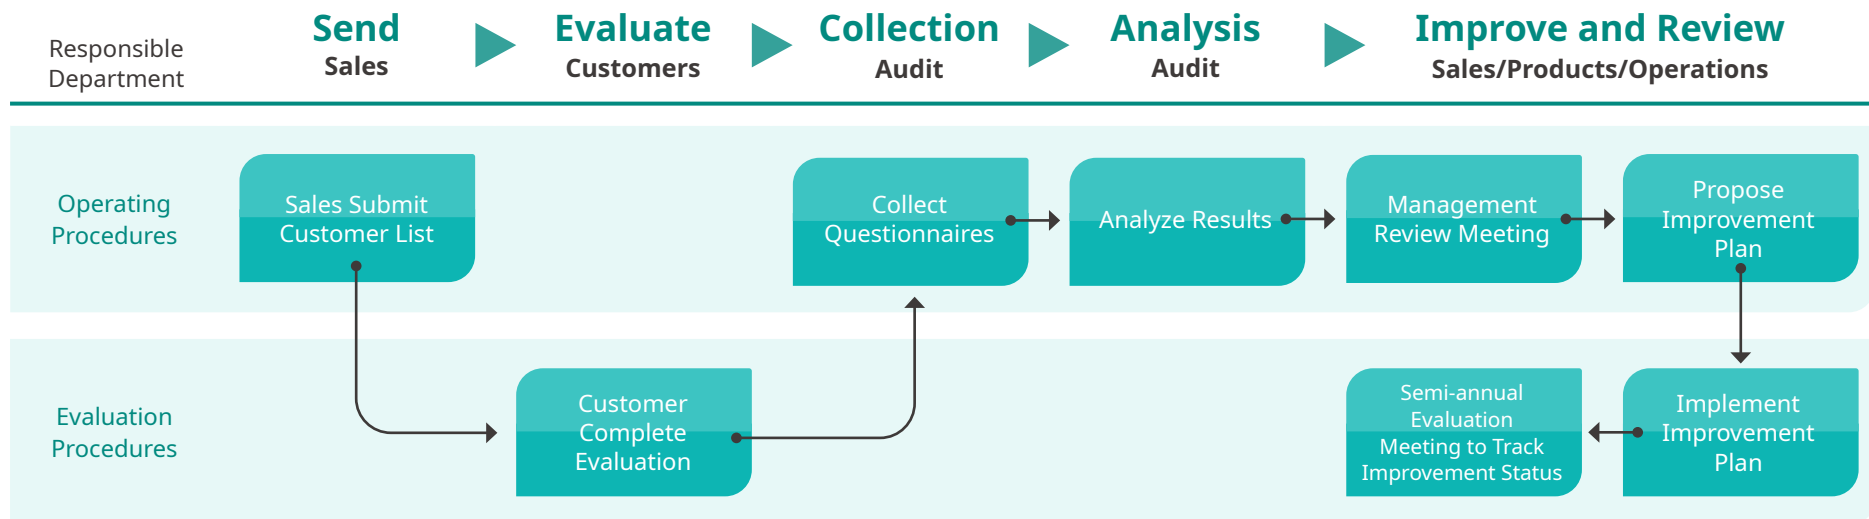 Responsible
Department
Send
Sales
Evaluate
Customers
Collection
Audit
Analysis
Audit
Improve and Review
Sales/Products/Operations
Operating
Procedures
Sales Submit
Customer List
Collect
Questionnaires
Analyze Results
Management
Review Meeting
Propose
Improvement
Plan
Evaluation
Procedures
Customer
Complete
Evaluation
Semi-annual
Evaluation
Meeting to Track
Improvement Status
Implement
Improvement
Plan